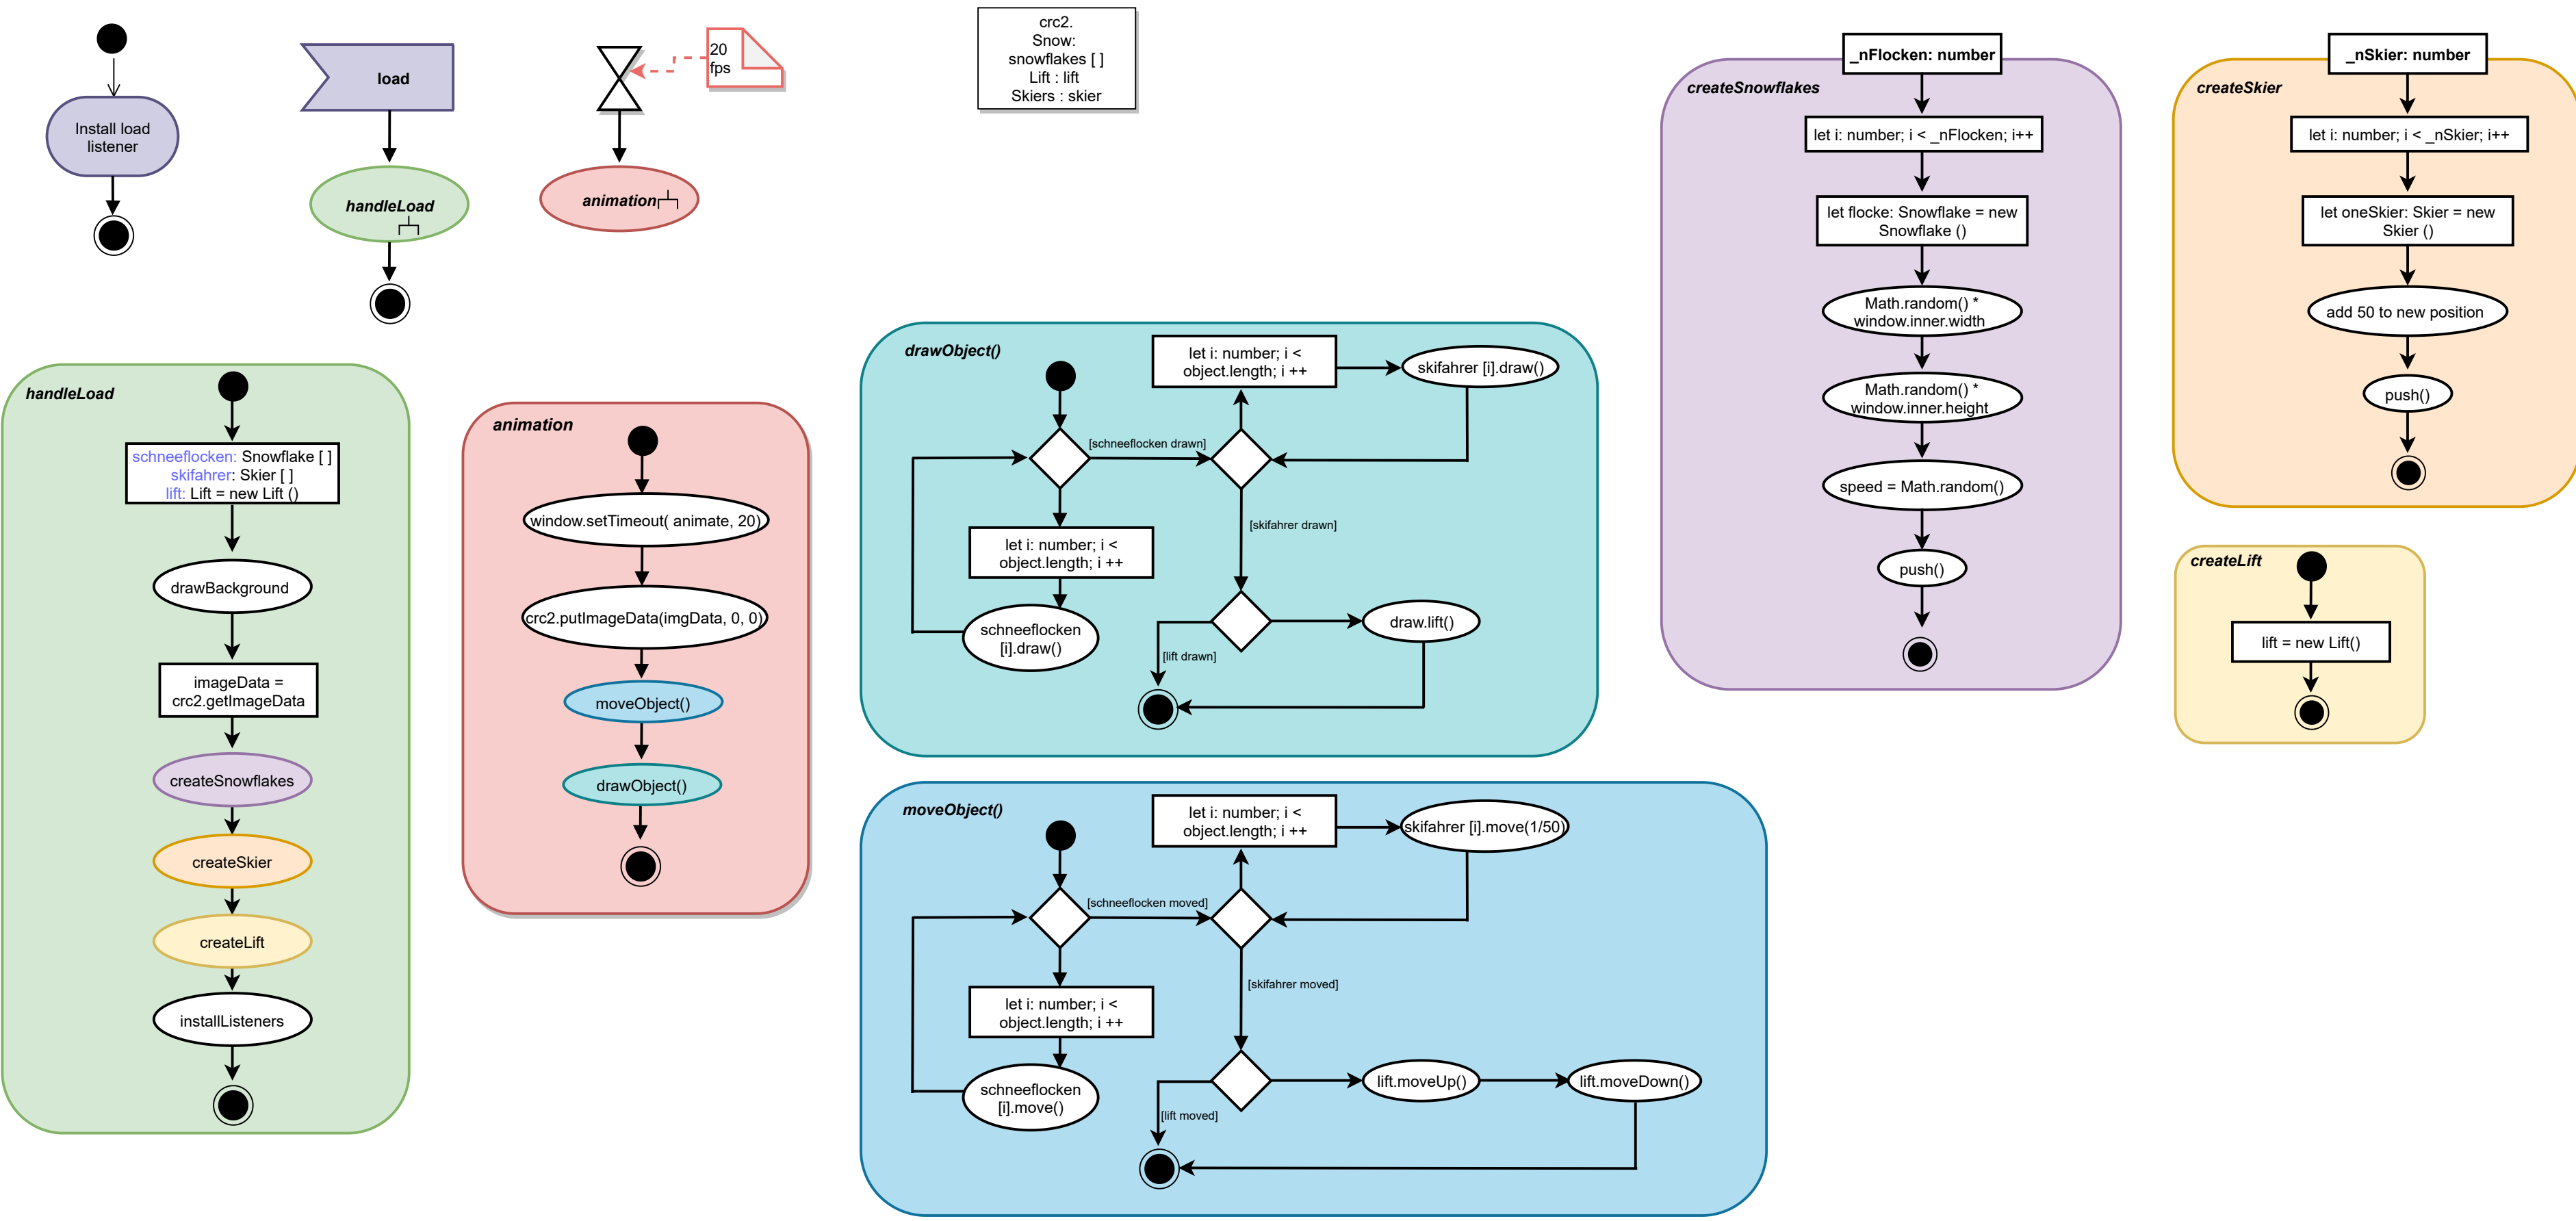 Install load
listener
load
handleLoad
20
fps
animation
crc2.
Snow:
snowflakes [ ]
Lift : lift
Skiers : skier
handleLoad
schneeflocken: Snowflake [ ]
skifahrer: Skier [ ]
lift: Lift = new Lift ()
drawBackground
imageData =
crc2.getImageData
createSnowflakes
createSkier
createLift
installListeners
animation
window.setTimeout( animate, 20)
crc2.putImageData(imgData, 0, 0)
moveObject()
drawObject()
drawObject()
let i: number; i <
object.length; i ++
skifahrer [i].draw()
[schneeflocken drawn]
[skifahrer drawn]
let i: number; i <
object.length; i ++
schneeflocken
[i].draw()
draw.lift()
[lift drawn]
moveObject()
let i: number; i <
object.length; i ++
skifahrer [i].move(1/50)
[schneeflocken moved]
[skifahrer moved]
let i: number; i <
object.length; i ++
schneeflocken
[i].move()
lift.moveUp()
lift.moveDown()
[lift moved]
_nFlocken: number
createSnowflakes
let i: number; i < _nFlocken; i++
let flocke: Snowflake = new
Snowflake ()
Math.random() *
window.inner.width
Math.random() *
window.inner.height
speed = Math.random()
push()
_nSkier: number
createSkier
let i: number; i < _nSkier; i++
let oneSkier: Skier = new
Skier ()
add 50 to new position
push()
createLift
lift = new Lift()